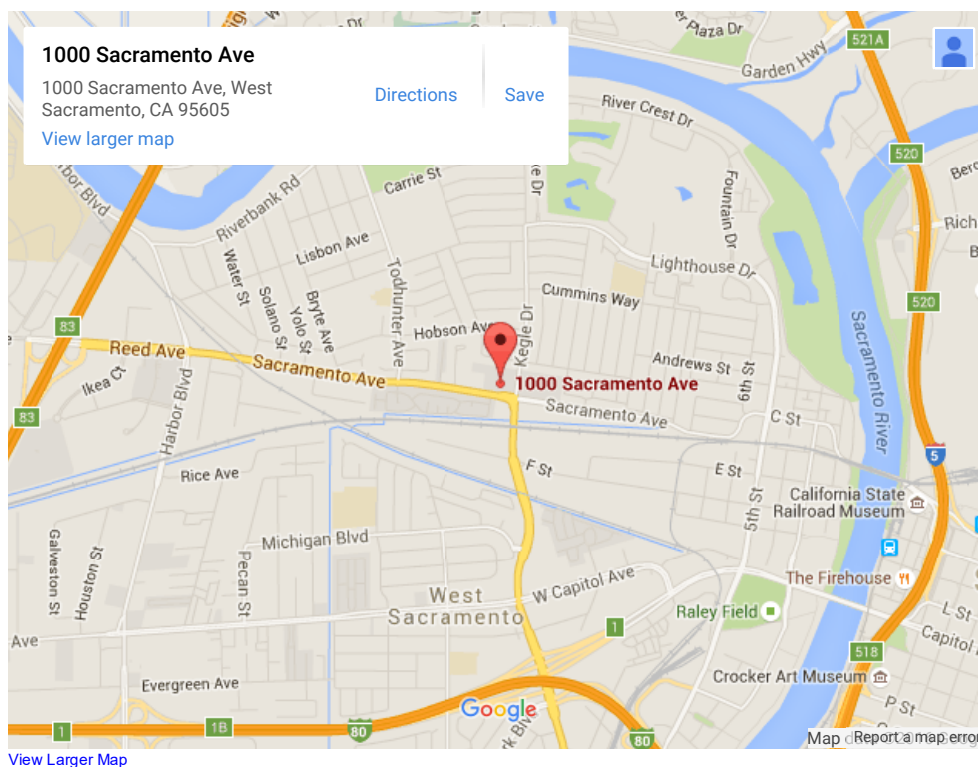 1000 Sacramento Ave
1000 Sacramento Ave, West
Sacramento, CA 95605
Directions
Save
View larger map
Plaza Dr
521A
Garden Hwy
River Crest Dr
520
Harbor Blvd
Riverbank Rd
Carrie St
Fountain Dr
Rich
Lisbon Ave
Water St
Solano St
Yolo St
Bryte Ave
Todhunter Ave
Lighthouse Dr
Cummins Way
520
83
Hobson Ave
Kegle Dr
Sacramento River
Reed Ave
Sacramento Ave
Andrews St
6th St
1000 Sacramento Ave
Ikea Ct
83
Harbor Blvd
Sacramento Ave
C St
5
F St
E St
Rice Ave
5th St
California State
Railroad Museum
Michigan Blvd
Galveston St
Houston St
Pecan St
W Capitol Ave
The Firehouse
West
Sacramento
Raley Field
L St
Capitol
1
Ave
518
Crocker Art Museum
Evergreen Ave
P St
Google
1
1B
80
80
Map
Report a map error
View Larger Map